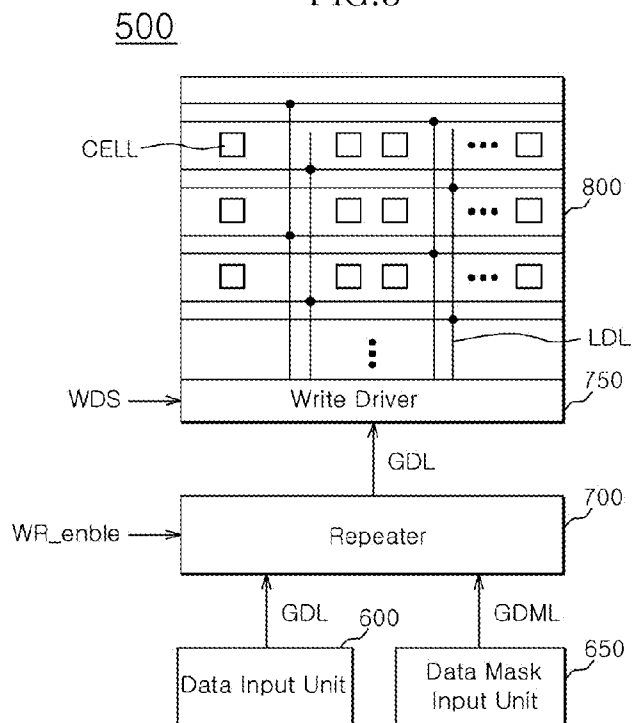 FIG.
500
CELL
800
LDL
750
WDS
Write Driver
GDL
700
WR_enble
Repeater
GDL
600
GDML
650
Data Input Unit
Data Mask
Input Unit